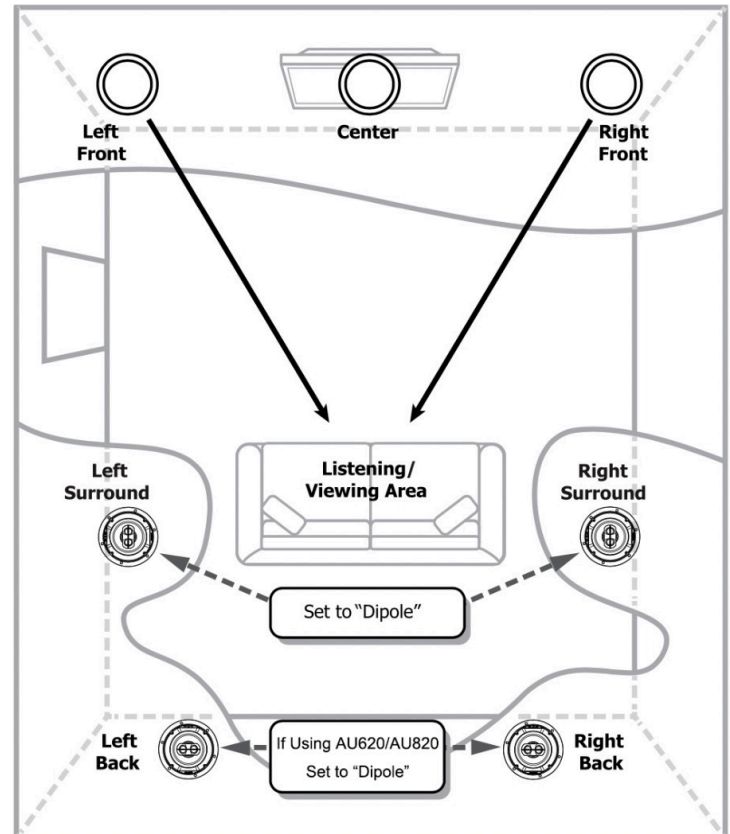 Left
Front
Center
Right
Front
Left
Surround
Listening/
Viewing Area
Right
Surround
Set to “Dipole”
Left
Back
If Using AU620/AU820
Set to “Dipole”
Right
Back